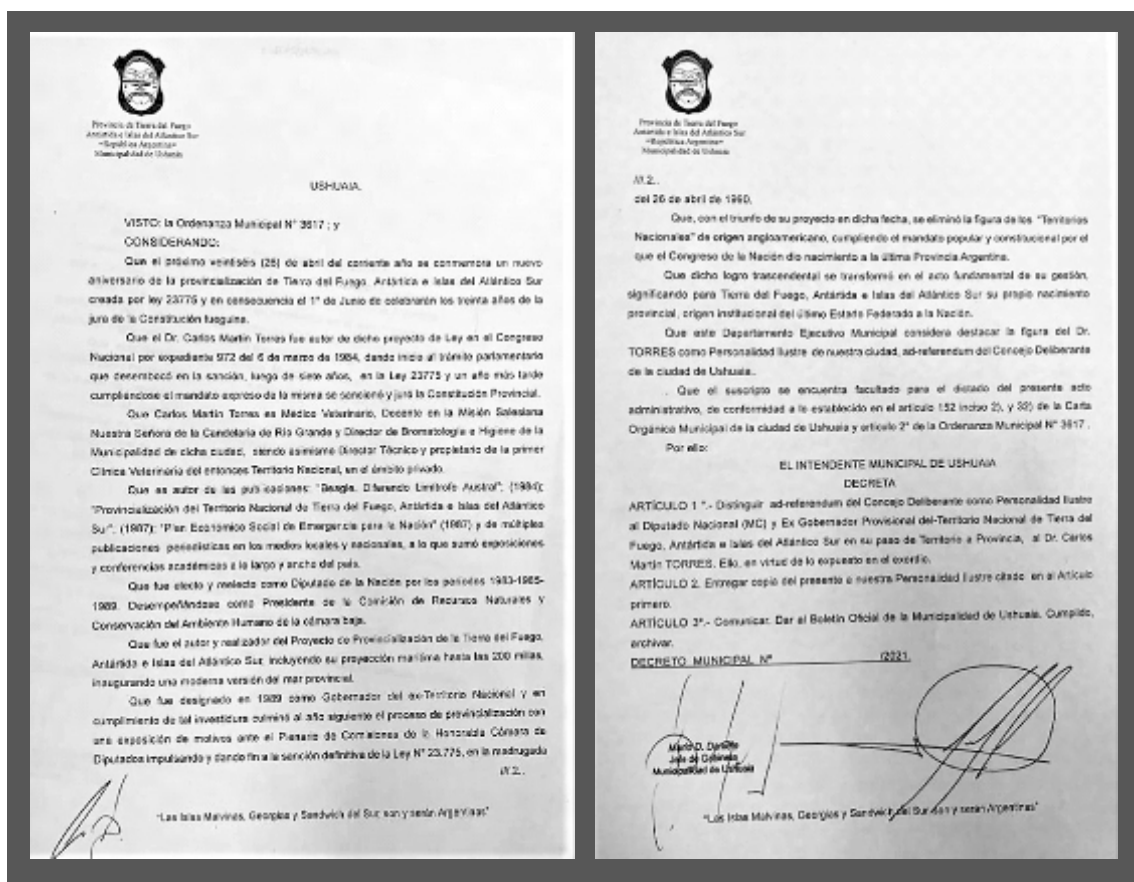 Provincia de Tierra del Fuego
Antártida e Islas del Atlántico Sur
=República Argentina=
Municipalidad de Ushuaia
USHUAIA,
VISTO: la Ordenanza Municipal N° 3617 ; y
CONSIDERANDO:
Que el próximo veintiséis (26) de abril del corriente año se conmemora un nuevo
aniversario de la provincialización de Tierra del Fuego, Antártida e Islas del Atlántico Sur
creada por ley 23775 y en consecuencia el 1° de Junio de celebrarán los treinta años de la
jura de la Constitución fueguina.
Que el Dr. Carlos Martín Torres fue autor de dicho proyecto de Ley en el Congreso
Nacional por expediente 972 del 6 de marzo de 1984, dando inicio al trámite parlamentario
que desembocó en la sanción, luego de siete años, en la Ley 23775 y un año más tarde
cumpliéndose el mandato expreso de la misma se sancionó y juró la Constitución Provincial.
Que Carlos Martín Torres es Médico Veterinario, Docente en la Misión Salesiana
Nuestra Señora de la Candelaria de Río Grande y Director de Bromatología e Higiene de la
Municipalidad de dicha ciudad, siendo asimismo Director Técnico y propietario de la primer
Clínica Veterinaria del entonces Territorio Nacional, en el ámbito privado.
Que es autor de las publicaciones: "Beagle. Diferendo Limítrofe Austral"; (1984);
"Provincialización del Territorio Nacional de Tierra del Fuego, Antártida e Islas del Atlántico
Sur"; (1987); "Plan Económico Social de Emergencia para la Nación" (1987) y de múltiples
publicaciones periodísticas en los medios locales y nacionales, a lo que sumó exposiciones
y conferencias académicas a lo largo y ancho del país.
Que fue electo y reelecto como Diputado de la Nación por los períodos 1983-1985-
1989. Desempeñándose como Presidente de la Comisión de Recursos Naturales y
Conservación del Ambiente Humano de la cámara baja.
Que fue el autor y realizador del Proyecto de Provincialización de la Tierra del Fuego,
Antártida e Islas del Atlántico Sur, incluyendo su proyección marítima hasta las 200 millas,
inaugurando una moderna versión del mar provincial.
Que fue designado en 1989 como Gobernador del ex-Territorio Nacional y en
cumplimiento de tal investidura culminó al año siguiente el proceso de provincialización con
una exposición de motivos ante el Plenario de Comisiones de la Honorable Cámara de
Diputados impulsando y dando fin a la sanción definitiva de la Ley N° 23.775, en la madrugada
///.2..
"Las Islas Malvinas, Georgias y Sandwich del Sur, son y serán Argentinas"
Provincia de Tierra del Fuego
Antártida e Islas del Atlántico Sur
=República Argentina=
Municipalidad de Ushuaia
///.2..
del 26 de abril de 1990.
Que, con el triunfo de su proyecto en dicha fecha, se eliminó la figura de los "Territorios
Nacionales" de origen angloamericano, cumpliendo el mandato popular y constitucional por el
que el Congreso de la Nación dio nacimiento a la última Provincia Argentina.
Que dicho logro trascendental se transformó en el acto fundamental de su gestión,
significando para Tierra del Fuego, Antártida e Islas del Atlántico Sur su propio nacimiento
provincial, origen institucional del último Estado Federado a la Nación.
Que este Departamento Ejecutivo Municipal considera destacar la figura del Dr.
TORRES como Personalidad Ilustre de nuestra ciudad, ad-referendum del Concejo Deliberante
de la ciudad de Ushuaia..
. Que el suscripto se encuentra facultado para el dictado del presente acto
administrativo, de conformidad a lo establecido en el artículo 152 inciso 2), y 32) de la Carta
Orgánica Municipal de la ciudad de Ushuaia y artículo 2° de la Ordenanza Municipal N° 3617 .
Por ello:
EL INTENDENTE MUNICIPAL DE USHUAIA
DECRETA
ARTÍCULO 1 °.- Distinguir ad-referendum del Concejo Deliberante como Personalidad Ilustre
al Diputado Nacional (MC) y Ex Gobernador Provisional del-Territorio Nacional de Tierra del
Fuego, Antártida e Islas del Atlántico Sur en su paso de Territorio a Provincia, al Dr. Carlos
Martín TORRES. Ello, en virtud de lo expuesto en el exordio.
ARTÍCULO 2. Entregar copia del presente a nuestra Personalidad Ilustre citado en al Artículo
primero.
ARTÍCULO 3°.- Comunicar. Dar al Boletín Oficial de la Municipalidad de Ushuaia. Cumplido,
archivar.
DECRETO MUNICIPAL N° /2021.
Mario D. Daniele
Jefe de Gabinete
Municipalidad de Ushuaia
"Las Islas Malvinas, Georgias y Sandwich del Sur, son y serán Argentinas"